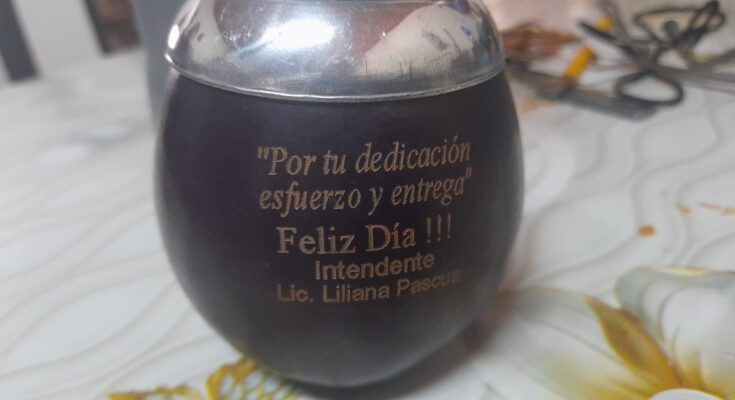 "Por tu dedicación
esfuerzo y entrega"
Feliz Día !!!
Intendente
Lic. Liliana Pascua